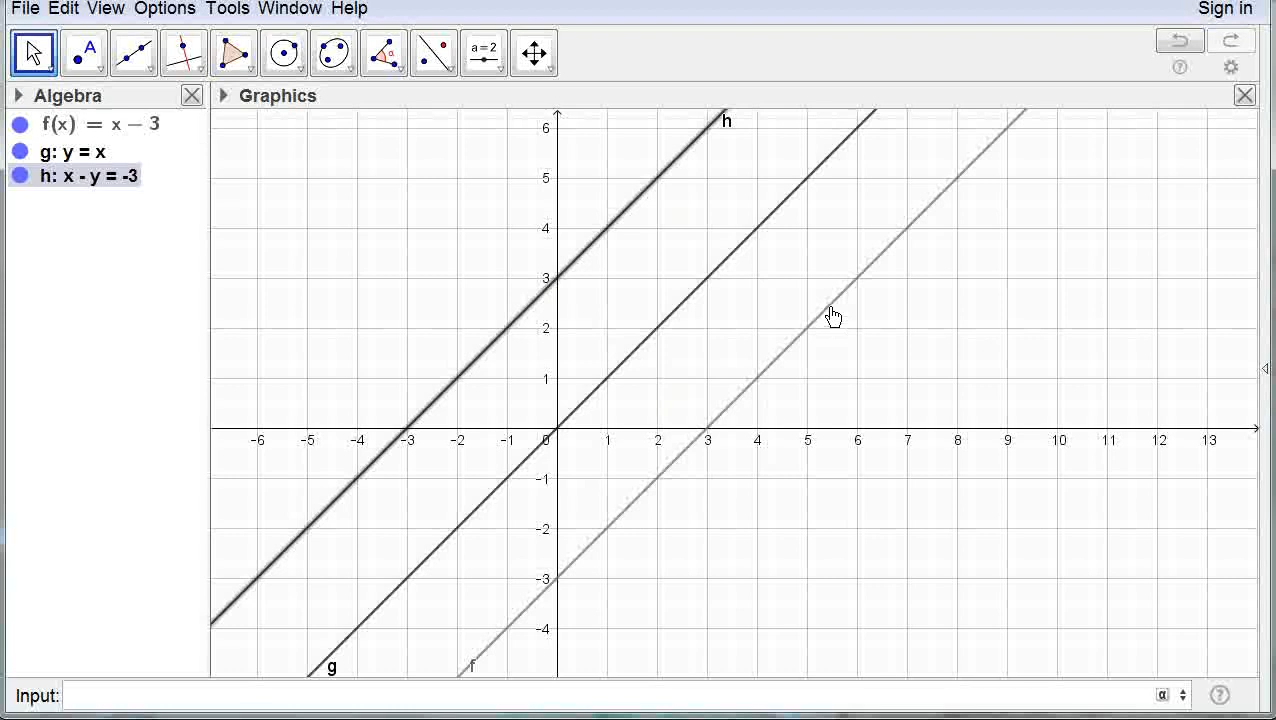 File Edit View Options Tools Window Help Sign in
A
α
a=2
Algebra Graphics
f(x) = x − 3
g: y = x
h: x - y = -3
h
6
5
4
3
2
1
-6 -5 -4 -3 -2 -1 0 1 2 3 4 5 6 7 8 9 10 11 12 13
-1
-2
-3
-4
g f
Input: α